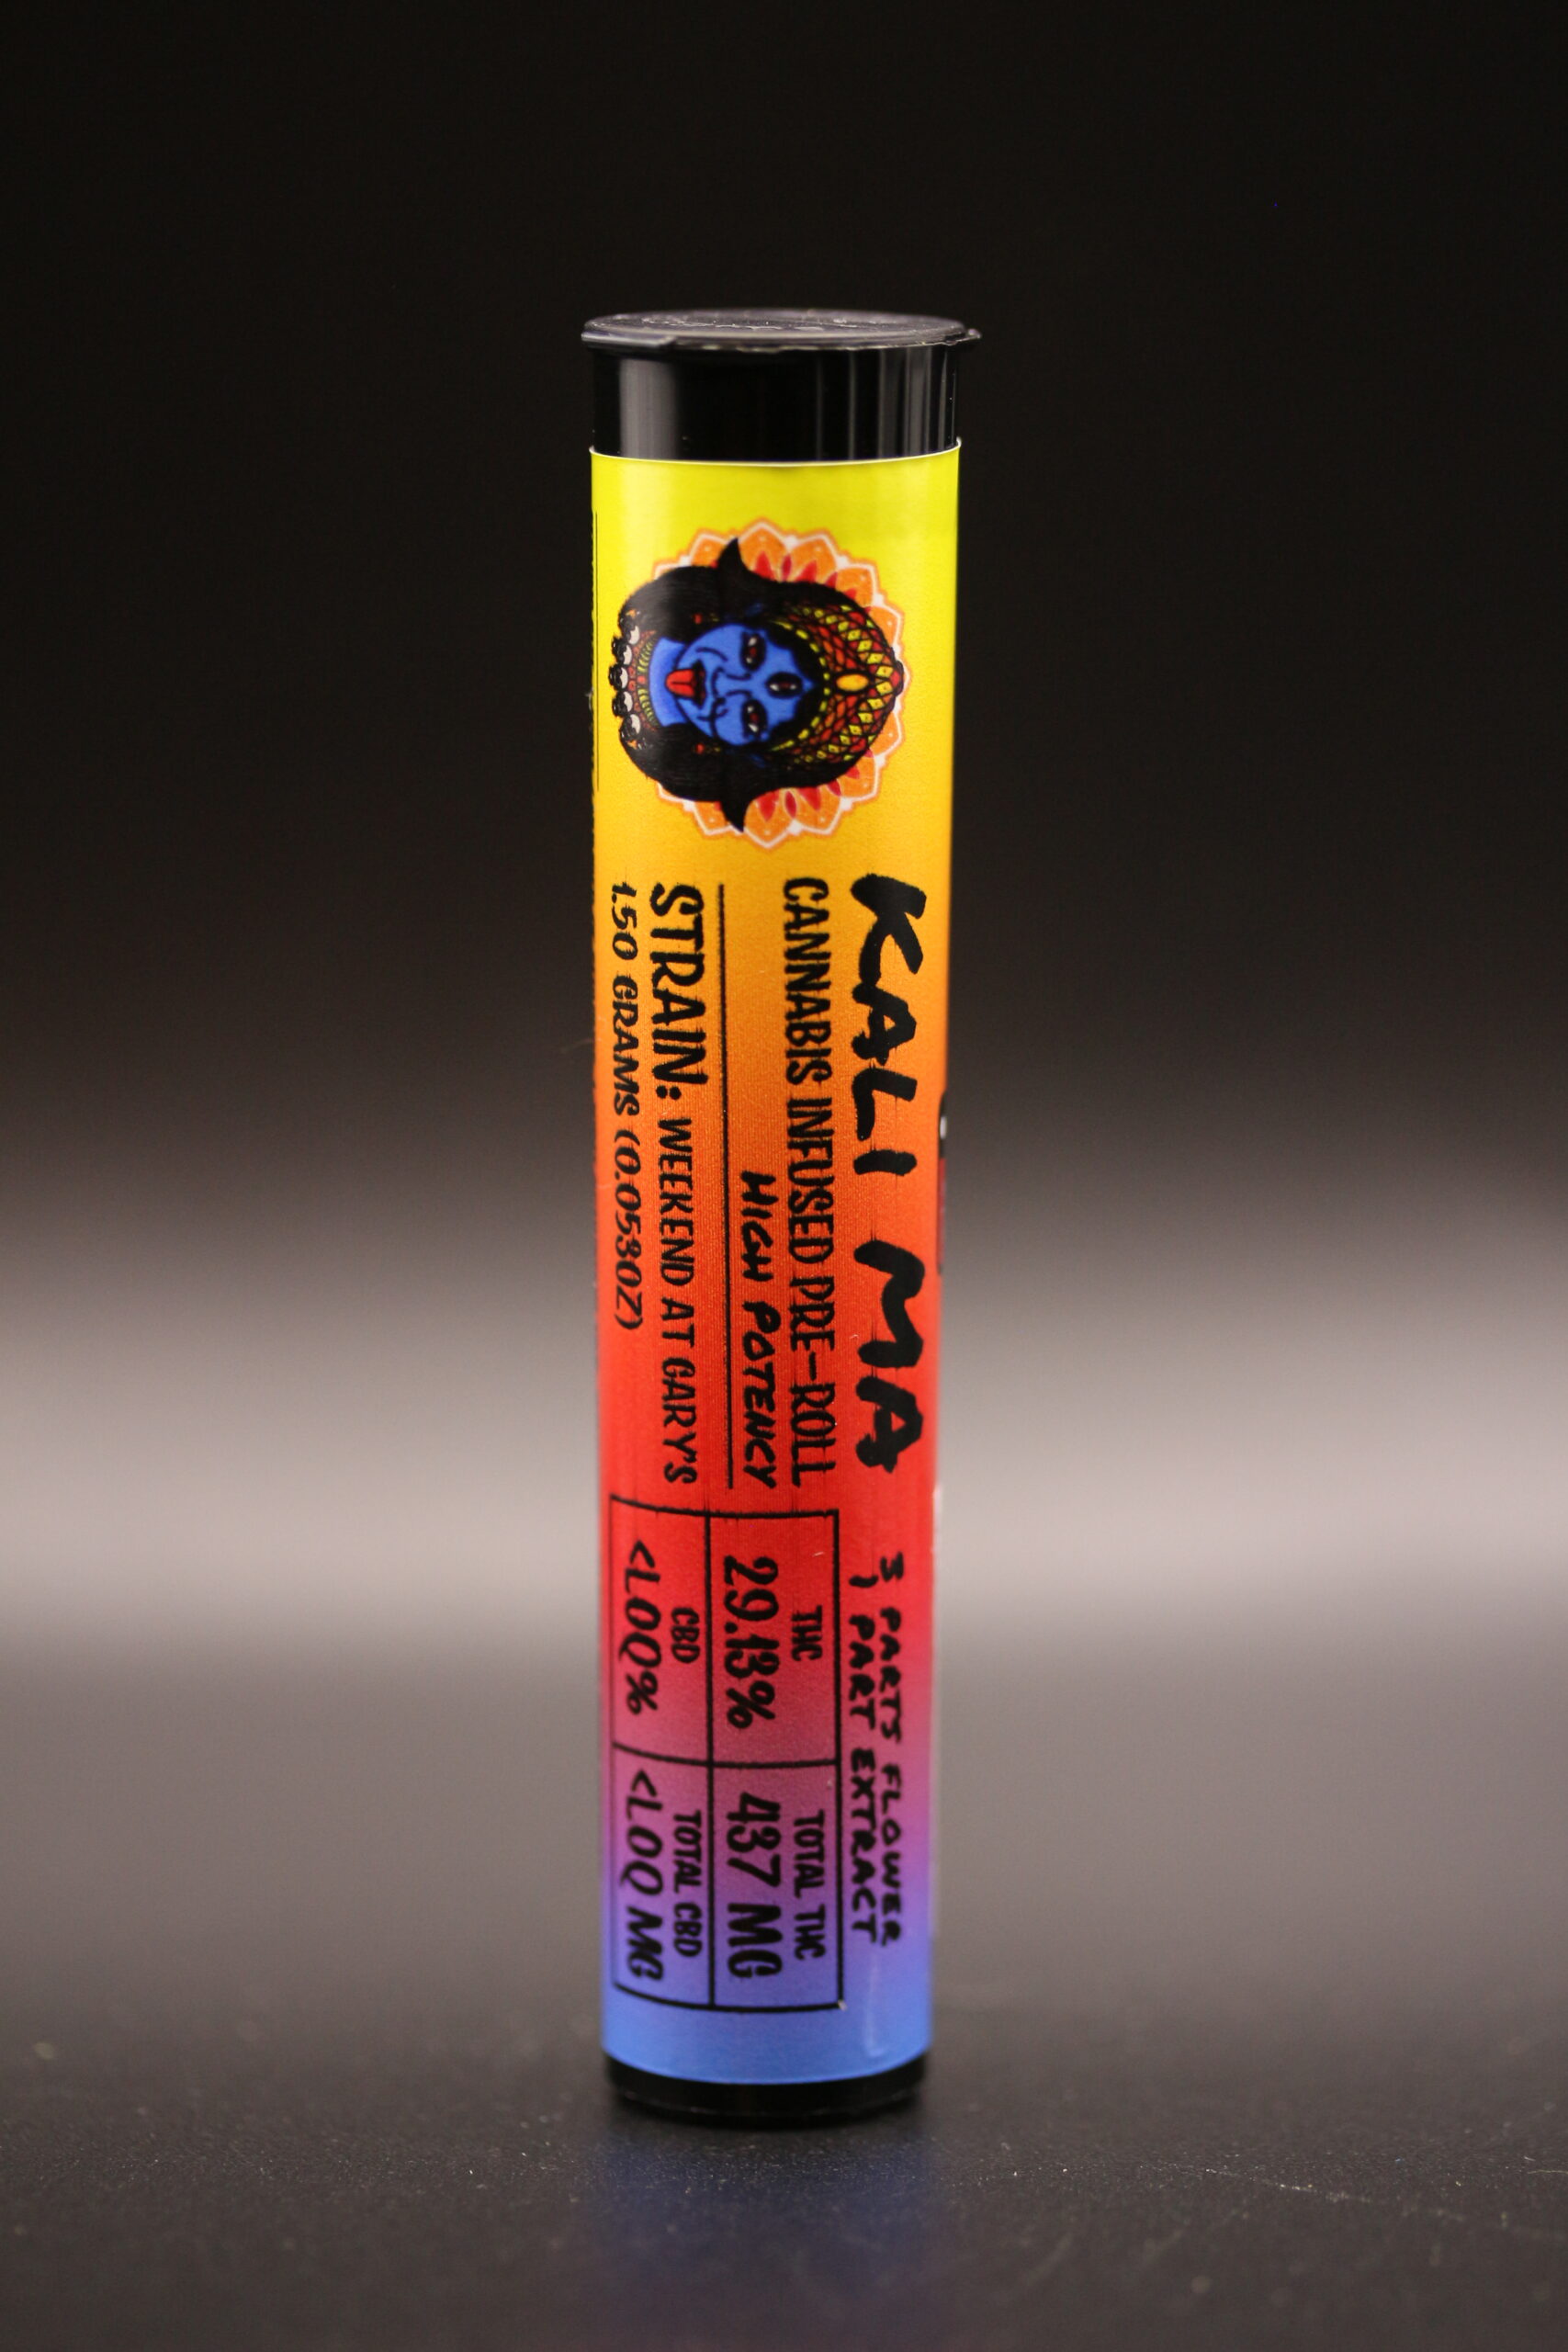 KALI MA
CANNABIS INFUSED PRE-ROLL
HIGH POTENCY
STRAIN: WEEKEND AT GARY'S
1.50 GRAMS (0.053OZ)
3 PARTS FLOWER
1 PART EXTRACT
THC
29.13%
TOTAL THC
437 MG
CBD
<LOQ%
TOTAL CBD
<LOQ MG